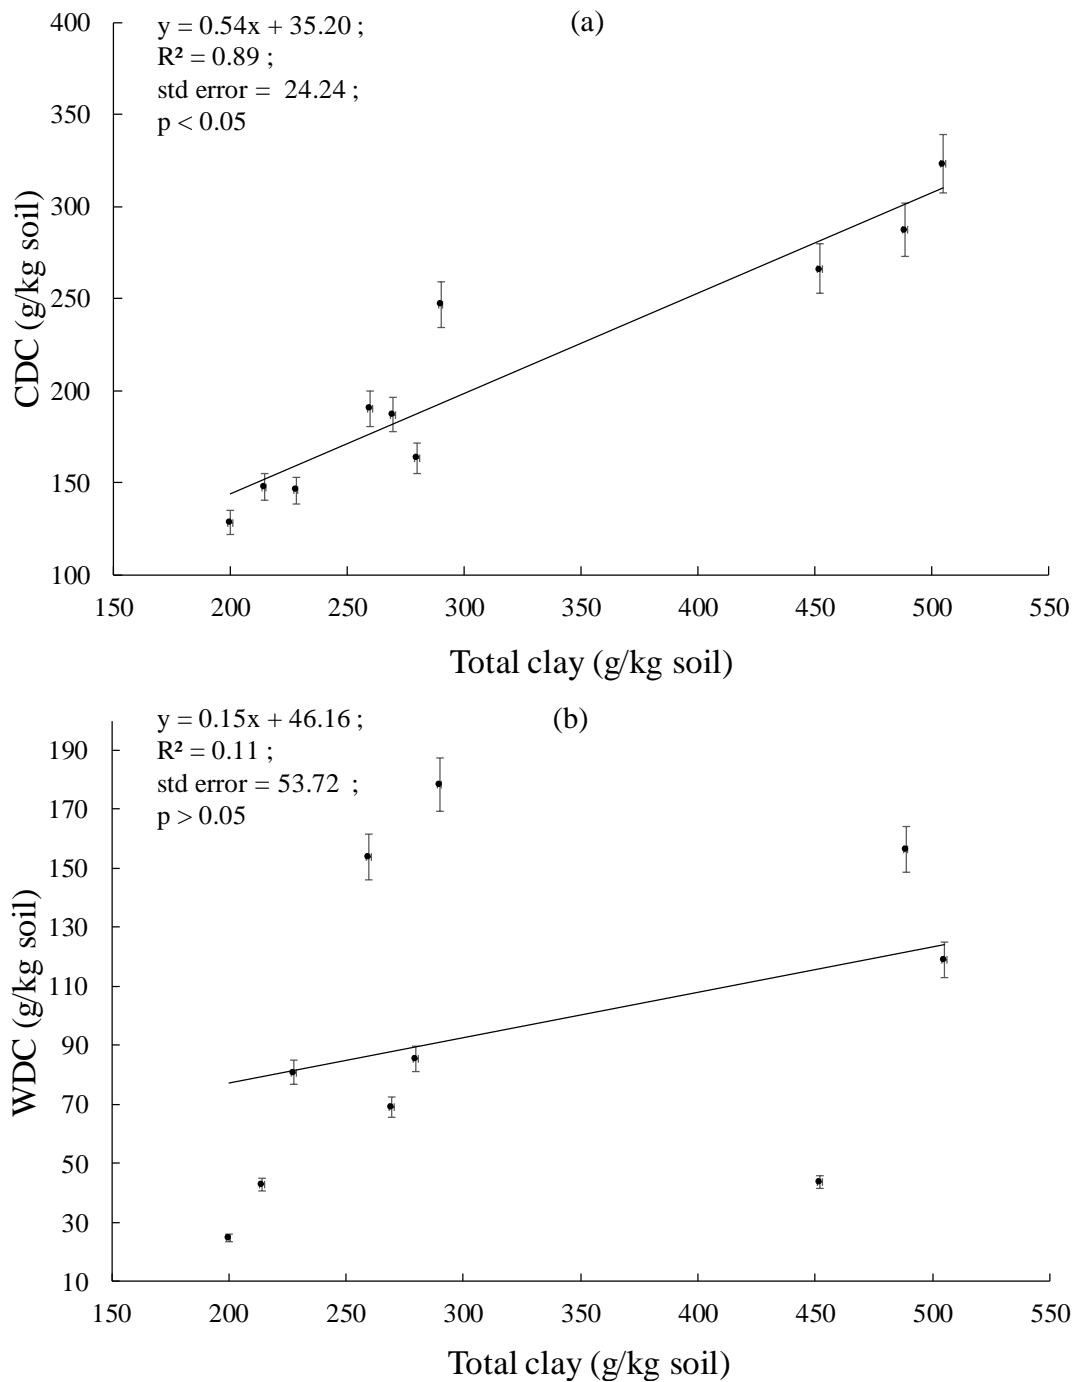 (a)
y = 0.54x + 35.20 ;
R² = 0.89 ;
std error = 24.24 ;
p < 0.05
CDC (g/kg soil)
400
350
300
250
200
150
100
150 200 250 300 350 400 450 500 550
Total clay (g/kg soil)
(b)
y = 0.15x + 46.16 ;
R² = 0.11 ;
std error = 53.72 ;
p > 0.05
WDC (g/kg soil)
190
170
150
130
110
90
70
50
30
10
150 200 250 300 350 400 450 500 550
Total clay (g/kg soil)